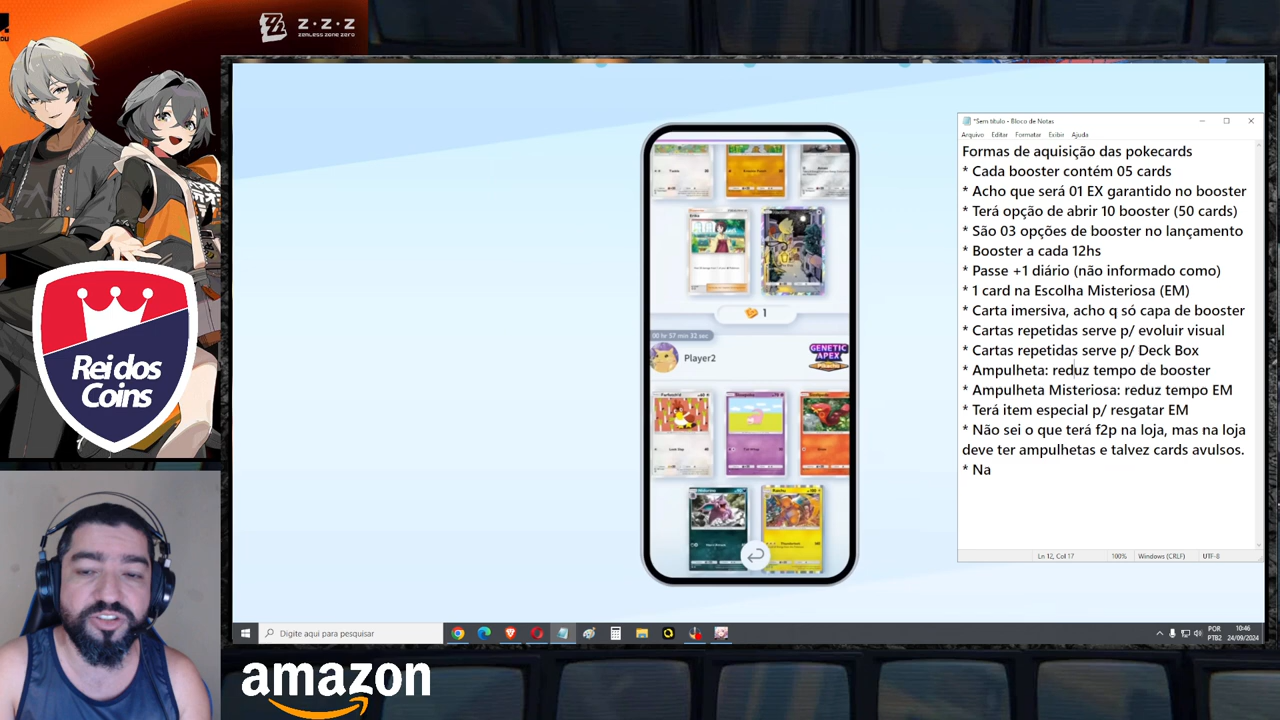 Z·Z·Z
ZENLESS ZONE ZERO
*Sem título - Bloco de Notas
Arquivo Editar Formatar Exibir Ajuda
Formas de aquisição das pokecards
* Cada booster contém 05 cards
* Acho que será 01 EX garantido no booster
* Terá opção de abrir 10 booster (50 cards)
* São 03 opções de booster no lançamento
* Booster a cada 12hs
* Passe +1 diário (não informado como)
* 1 card na Escolha Misteriosa (EM)
* Carta imersiva, acho q só capa de booster
* Cartas repetidas serve p/ evoluir visual
* Cartas repetidas serve p/ Deck Box
* Ampulheta: reduz tempo de booster
* Ampulheta Misteriosa: reduz tempo EM
* Terá item especial p/ resgatar EM
* Não sei o que terá f2p na loja, mas na loja
deve ter ampulhetas e talvez cards avulsos.
* Na
Ln 12, Col 17 100% Windows (CRLF) UTF-8
1
00 hr 57 min 32 sec
Player2
GENETIC
APEX
Pikachu
Rei dos
Coins
Digite aqui para pesquisar
POR
PTB2
10:46
24/09/2024
amazon